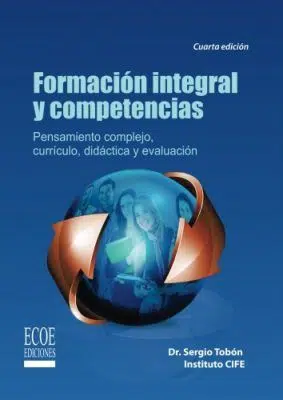 Cuarta edición
Formación integral
y competencias
Pensamiento complejo,
currículo, didáctica y evaluación
ECOE
EDICIONES
Dr. Sergio Tobón
Instituto CIFE